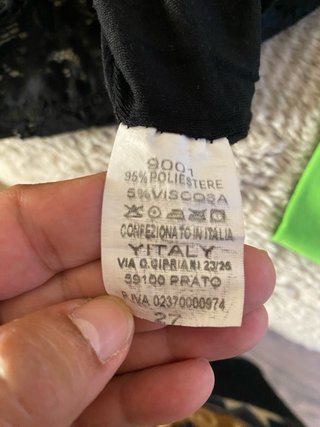 9001
95% POLIESTERE
5% VISCOSA
CONFEZIONATO IN ITALIA
YITALY
VIA G.CIPRIANI 23/25
59100 PRATO
P.IVA 02370000974
27